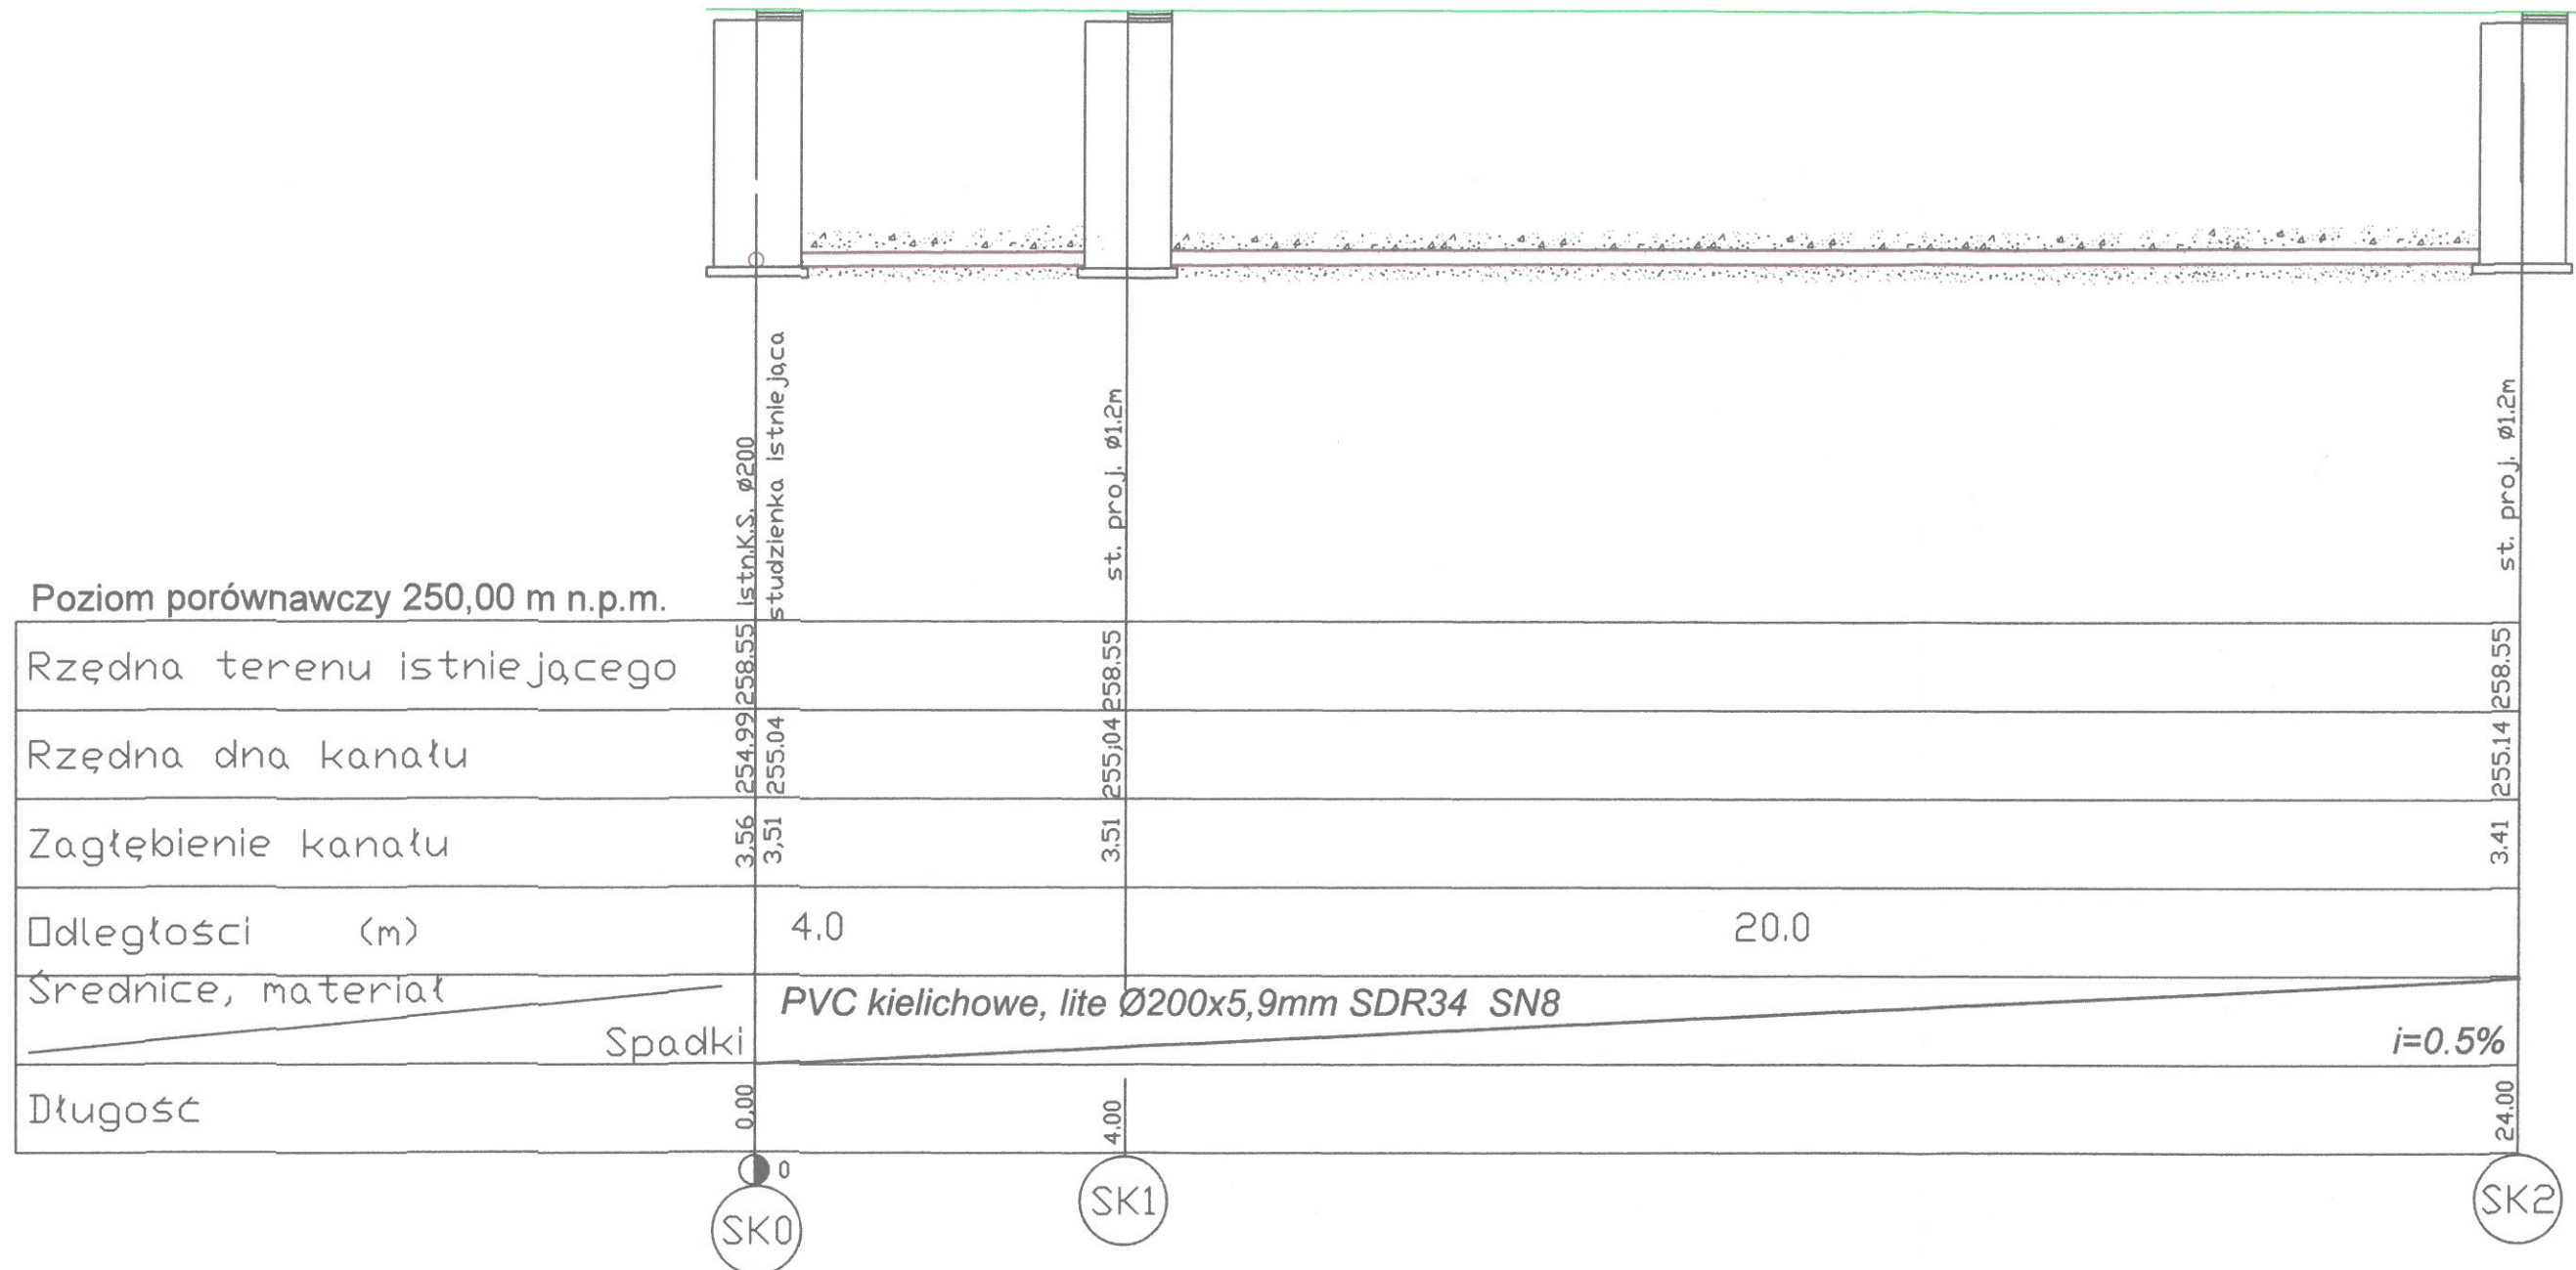 istn.K.S. ø200
studzienka istniejąca
st. proj. ø1.2m
st. proj. ø1.2m
Poziom porównawczy 250,00 m n.p.m.
Rzędna terenu istniejącego 258.55 258.55 258.55
Rzędna dna kanału 254.99 255.04 255,04 255.14
Zagłębienie kanału 3,56 3,51 3.51 3.41
Odległości (m) 4.0 20.0
Średnice, materiał PVC kielichowe, lite Ø200x5,9mm SDR34 SN8
Spadki i=0.5%
Długość 0,00 4.00 24.00
0
SK0 SK1 SK2